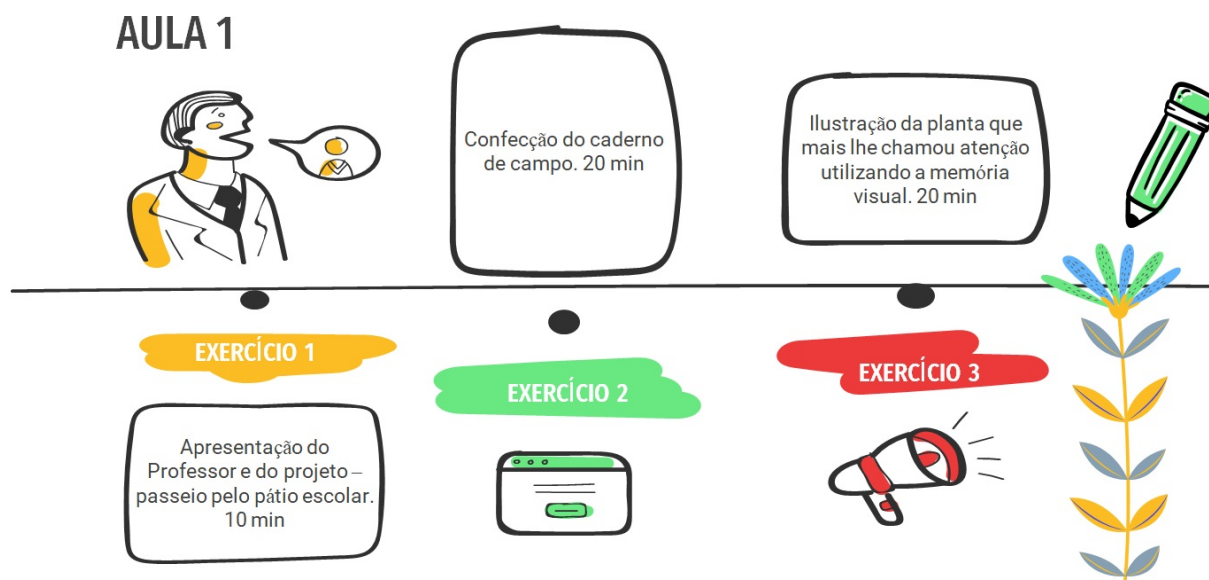 AULA 1
Confecção do caderno
de campo. 20 min
Ilustração da planta que
mais lhe chamou atenção
utilizando a memória
visual. 20 min
EXERCÍCIO 1
EXERCÍCIO 2
EXERCÍCIO 3
Apresentação do
Professor e do projeto –
passeio pelo pátio escolar.
10 min